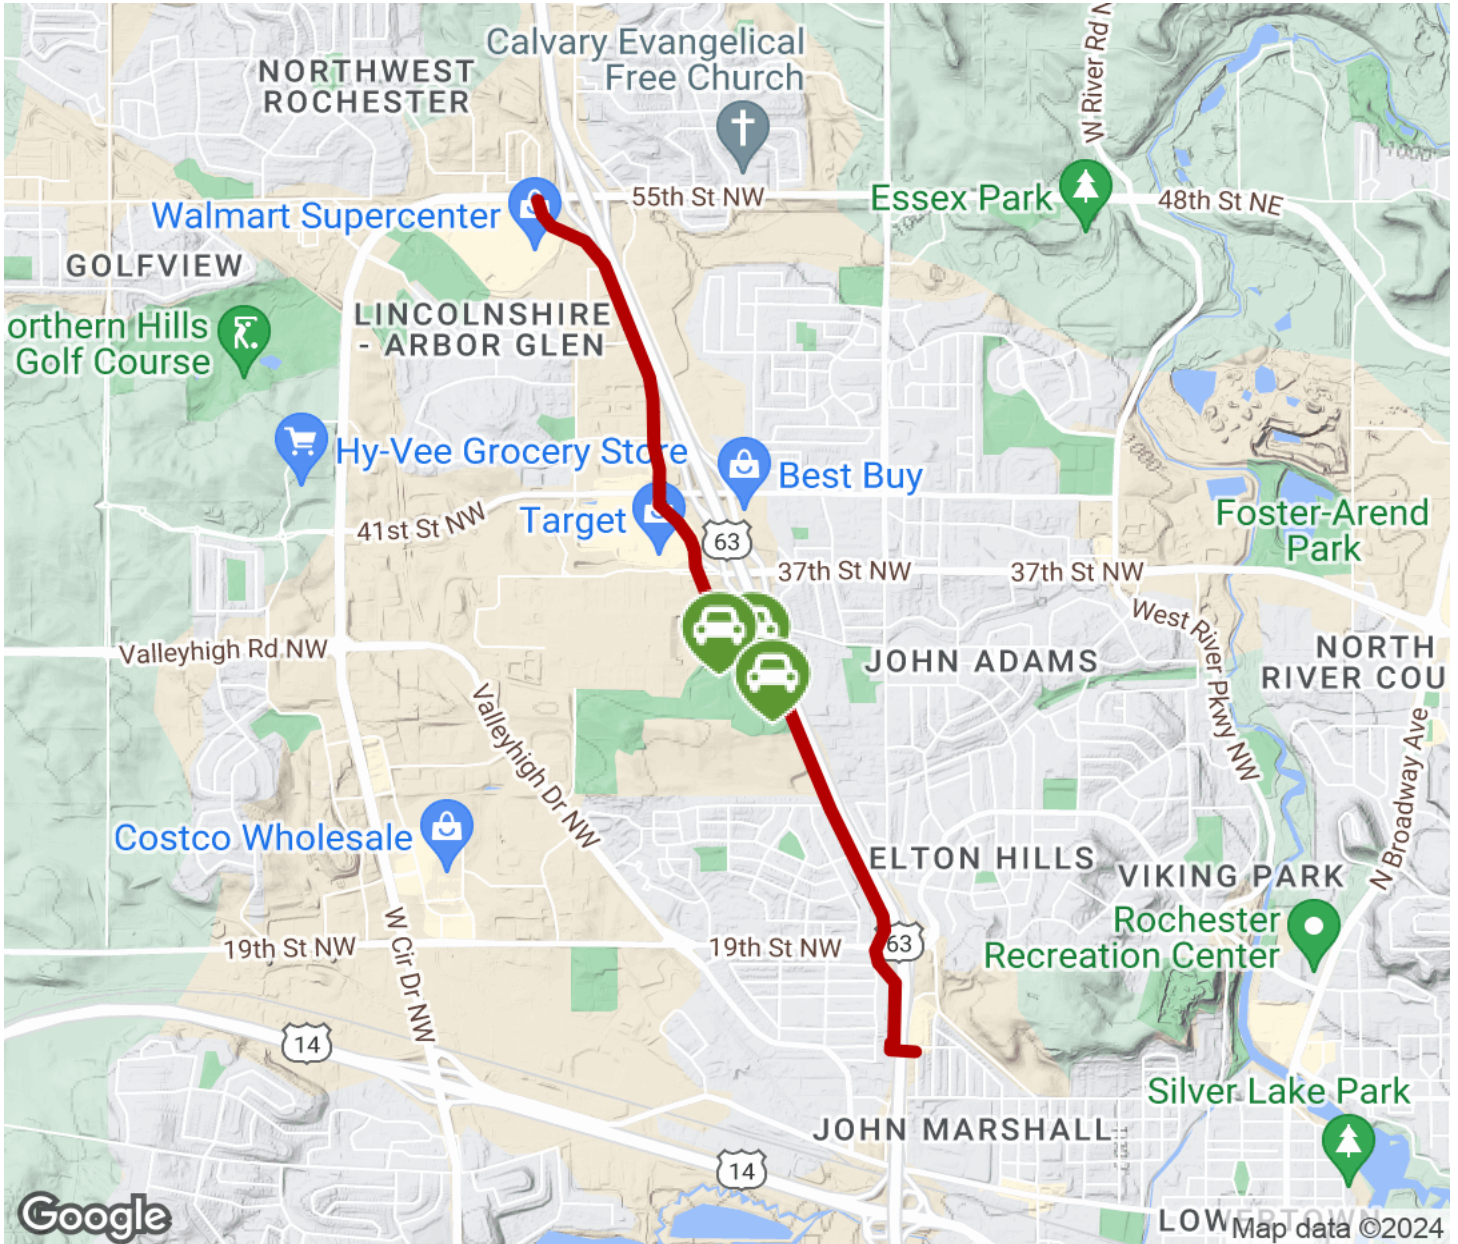 Calvary Evangelical
Free Church
W River Rd N
NORTHWEST
ROCHESTER
1000
Walmart Supercenter
55th St NW
Essex Park
48th St NE
GOLFVIEW
1000
LINCOLNSHIRE
- ARBOR GLEN
orthern Hills
Golf Course
Hy-Vee Grocery Store
Best Buy
1000
41st St NW
Target
63
Foster-Arend
Park
37th St NW
37th St NW
Valleyhigh Rd NW
JOHN ADAMS
West River Pkwy NW
NORTH
RIVER COU
Valleyhigh Dr NW
Costco Wholesale
ELTON HILLS
VIKING PARK
N Broadway Ave
19th St NW
W Cir Dr NW
19th St NW
63
Rochester
Recreation Center
14
Silver Lake Park
JOHN MARSHALL
14
LOWERTOWN
Google
Map data ©2024